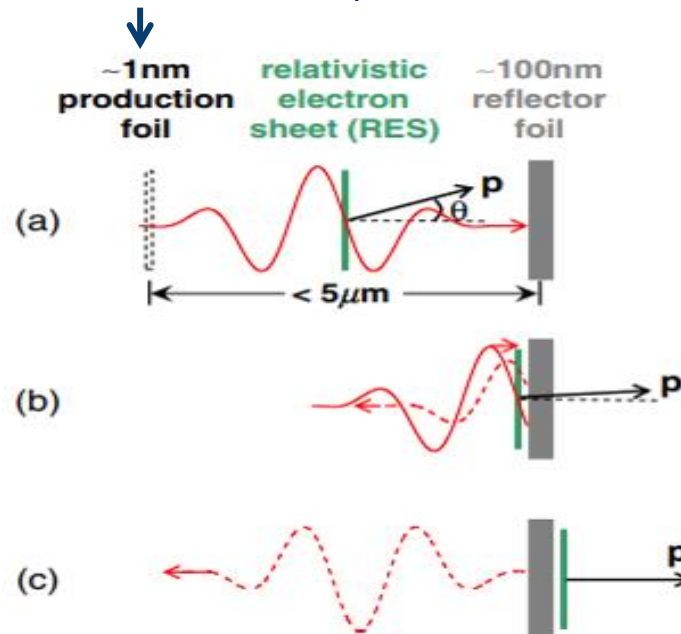 ~1nm
production
foil
relativistic
electron
sheet (RES)
~100nm
reflector
foil
(a)
p
θ
< 5μm
(b)
p
(c)
p